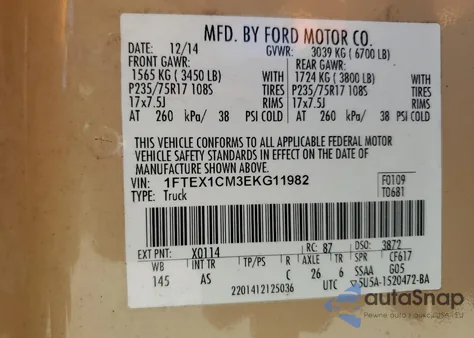 MFD. BY FORD MOTOR CO.
DATE: 12/14 GVWR: 3039 KG ( 6700 LB)
FRONT GAWR: REAR GAWR:
1565 KG ( 3450 LB) WITH 1724 KG ( 3800 LB) WITH
P235/75R17 108S TIRES P235/75R17 108S TIRES
17x7.5J RIMS 17x7.5J RIMS
AT 260 kPa/ 38 PSI COLD AT 260 kPa/ 38 PSI COLD
THIS VEHICLE CONFORMS TO ALL APPLICABLE FEDERAL MOTOR
VEHICLE SAFETY STANDARDS IN EFFECT ON THE DATE OF
MANUFACTURE SHOWN ABOVE.
VIN: 1FTEX1CM3EKG11982 F0109
TYPE: Truck T0681
EXT PNT: X0114 RC: 87 DSO: 3872
WB INT TR TP/PS R AXLE TR SPR CF617
145 AS C 26 6 SSAA G05
2201412125036 UTC 5U5A-1520472-BA
autaSnap